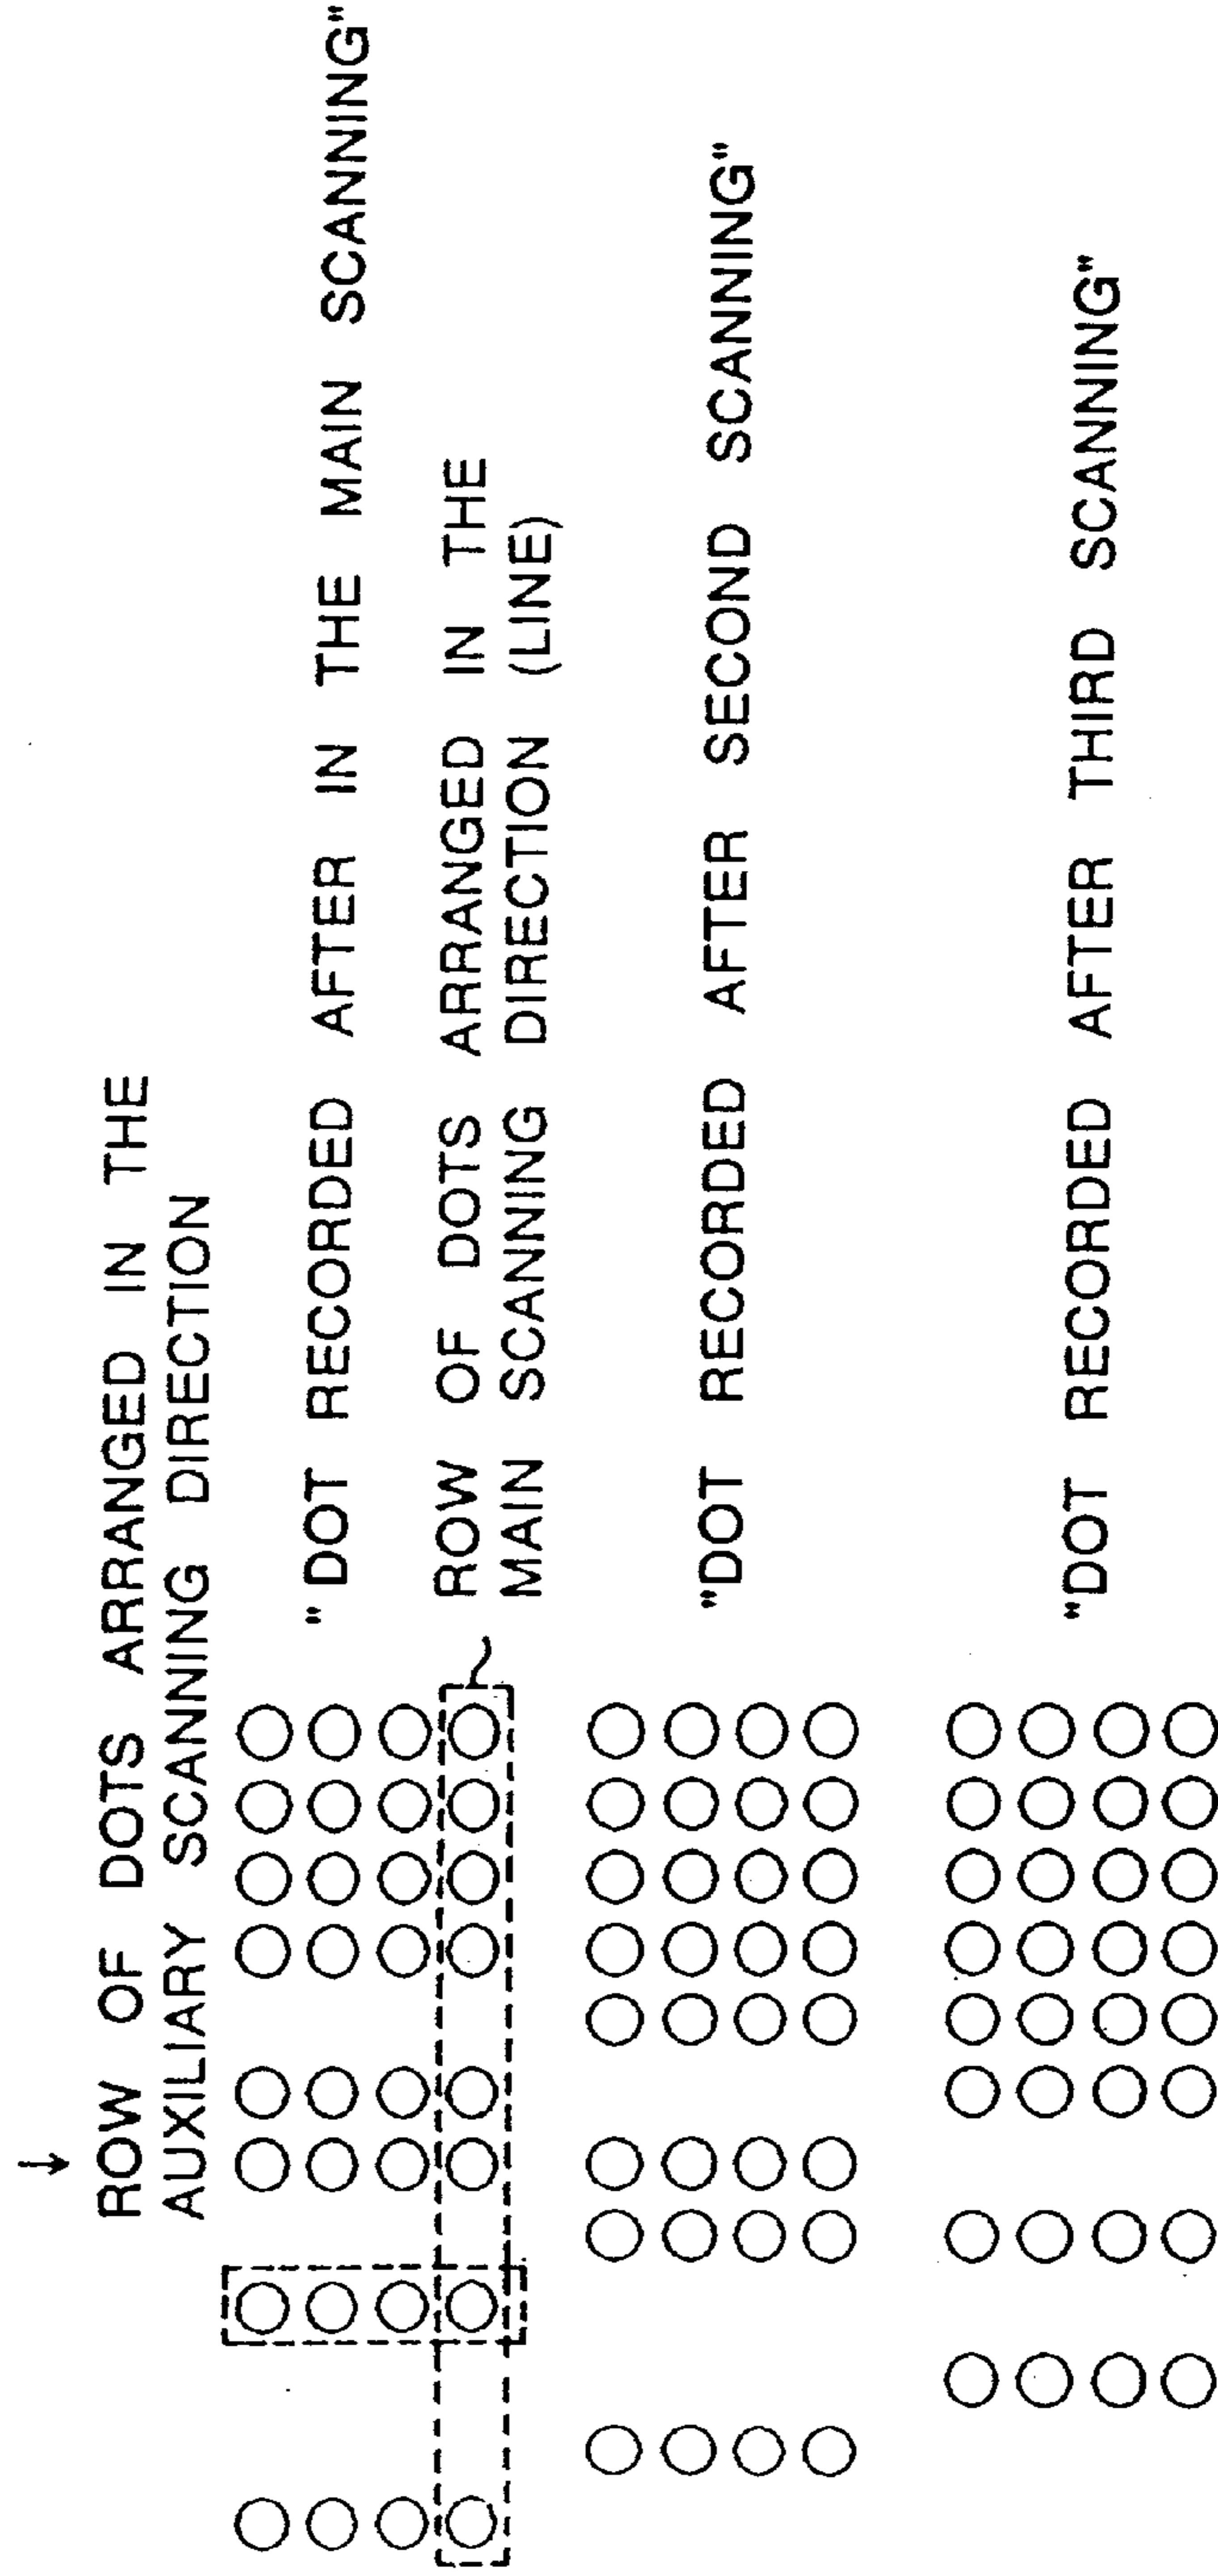 ROW OF DOTS ARRANGED IN THE
AUXILIARY SCANNING DIRECTION
"DOT RECORDED AFTER IN THE MAIN SCANNING"
ROW OF DOTS ARRANGED IN THE
MAIN SCANNING DIRECTION (LINE)
"DOT RECORDED AFTER SECOND SCANNING"
"DOT RECORDED AFTER THIRD SCANNING"